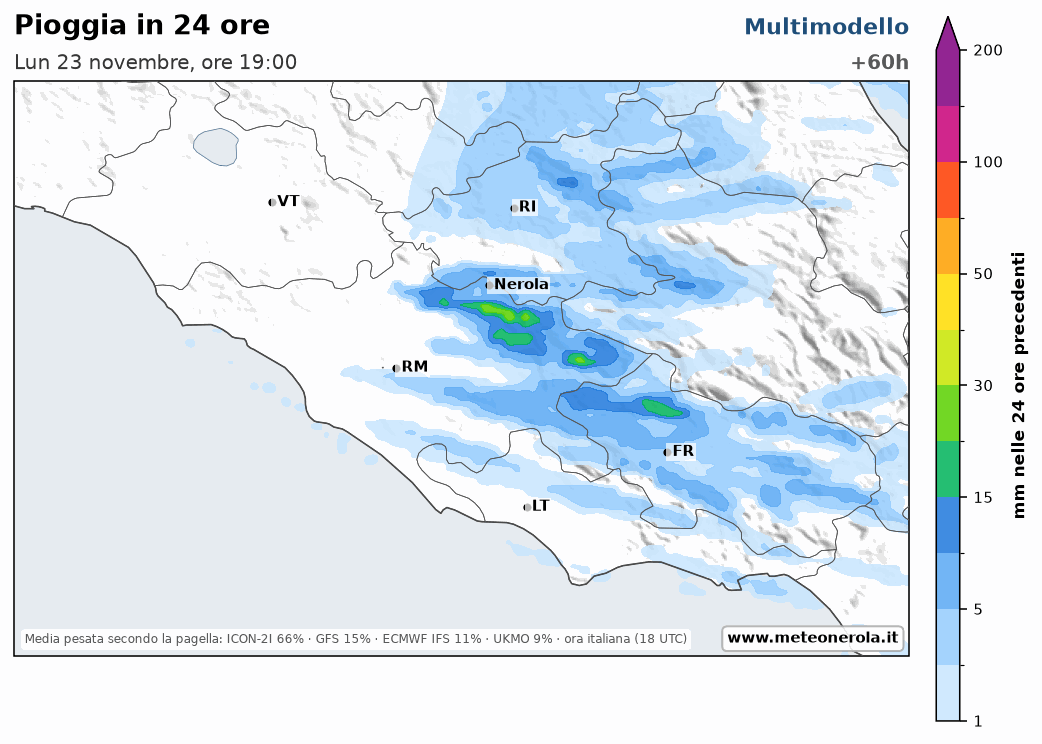 Pioggia in 24 ore
Multimodello
Lun 23 novembre, ore 19:00
+60h
200
100
50
30
15
5
1
mm nelle 24 ore precedenti
VT
RI
Nerola
RM
FR
LT
Media pesata secondo la pagella: ICON-2I 66% · GFS 15% · ECMWF IFS 11% · UKMO 9% · ora italiana (18 UTC)
www.meteonerola.it